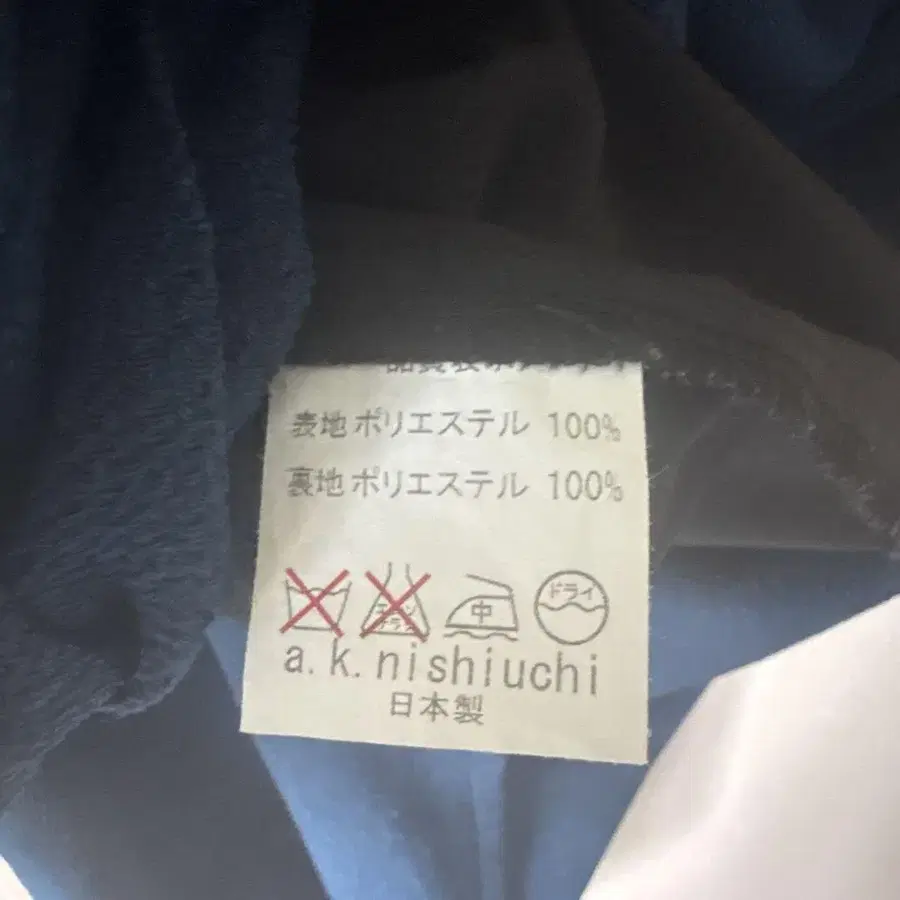 表地 ポリエステル 100%
裏地 ポリエステル 100%
中 ドライ
a.k.nishiuchi
日本製